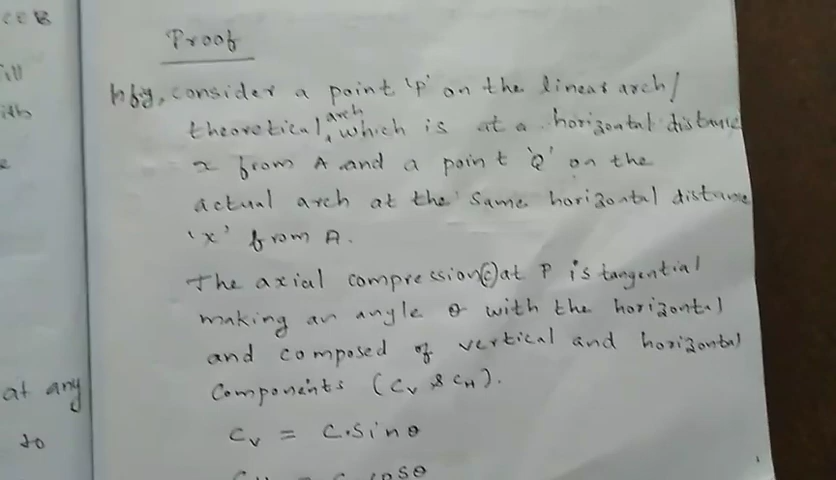 Proof
consider a point 'P' on the linear arch/
theoretical arch, which is at a horizontal distance
x from A and a point 'Q' on the
actual arch at the same horizontal distance
'x' from A.
The axial compression(C) at P is tangential
making an angle θ with the horizontal
and composed of vertical and horizontal
components (Cv & CH).
Cv = C.sinθ
CH = C cosθ
at any
to